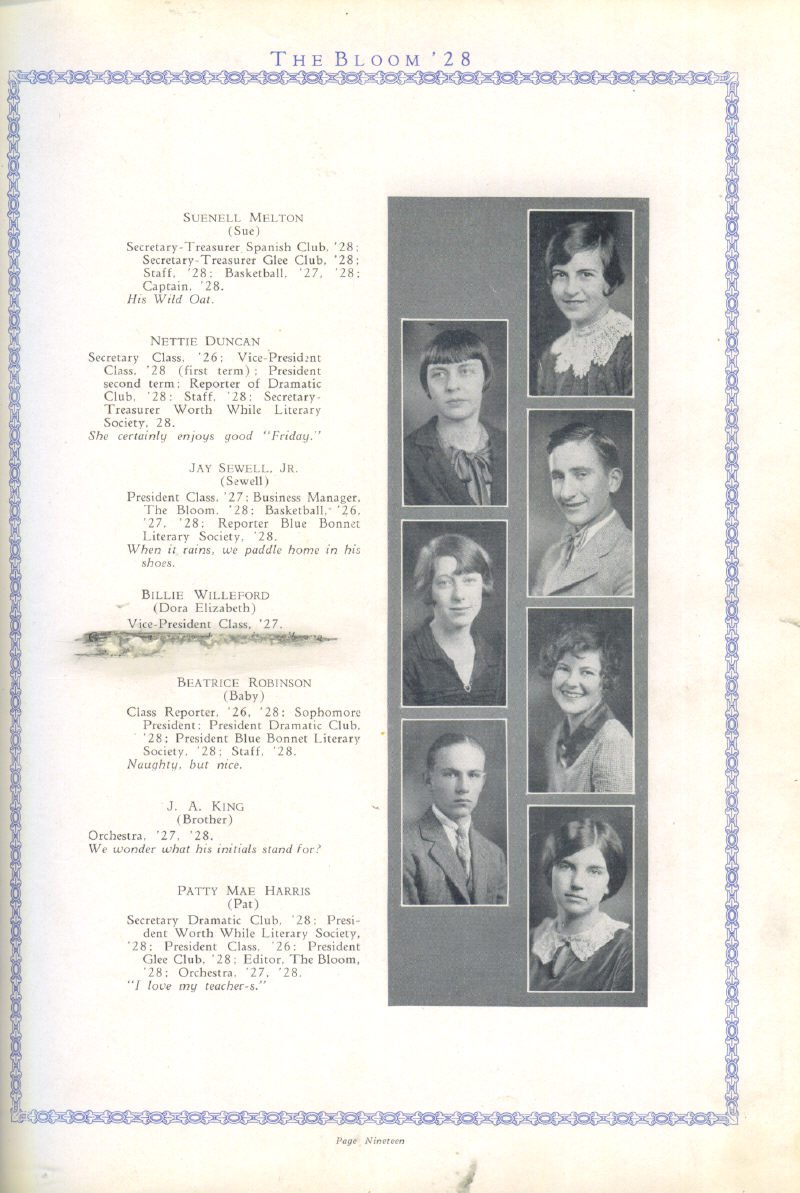 THE BLOOM '28
SUENELL MELTON
(Sue)
Secretary-Treasurer Spanish Club, '28;
Secretary-Treasurer Glee Club, '28;
Staff, '28; Basketball, '27, '28;
Captain, '28.
His Wild Oat.
NETTIE DUNCAN
Secretary Class, '26; Vice-President
Class, '28 (first term); President
second term; Reporter of Dramatic
Club, '28; Staff, '28; Secretary-
Treasurer Worth While Literary
Society, 28.
She certainly enjoys good "Friday."
JAY SEWELL, JR.
(Sewell)
President Class, '27; Business Manager,
The Bloom, '28; Basketball, '26,
'27, '28; Reporter Blue Bonnet
Literary Society, '28.
When it rains, we paddle home in his
shoes.
BILLIE WILLEFORD
(Dora Elizabeth)
Vice-President Class, '27.
BEATRICE ROBINSON
(Baby)
Class Reporter, '26, '28; Sophomore
President; President Dramatic Club,
'28; President Blue Bonnet Literary
Society, '28; Staff, '28.
Naughty, but nice.
J. A. KING
(Brother)
Orchestra, '27, '28.
We wonder what his initials stand for?
PATTY MAE HARRIS
(Pat)
Secretary Dramatic Club, '28; Presi-
dent Worth While Literary Society,
'28; President Class, '26; President
Glee Club, '28; Editor, The Bloom,
'28; Orchestra, '27, '28.
"I love my teacher-s."
Page Nineteen